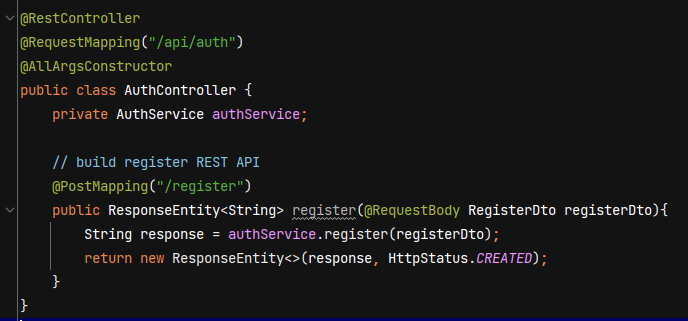 @RestController
@RequestMapping("/api/auth")
@AllArgsConstructor
public class AuthController {
    private AuthService authService;

    // build register REST API
    @PostMapping("/register")
    public ResponseEntity<String> register(@RequestBody RegisterDto registerDto){
        String response = authService.register(registerDto);
        return new ResponseEntity<>(response, HttpStatus.CREATED);
    }
}